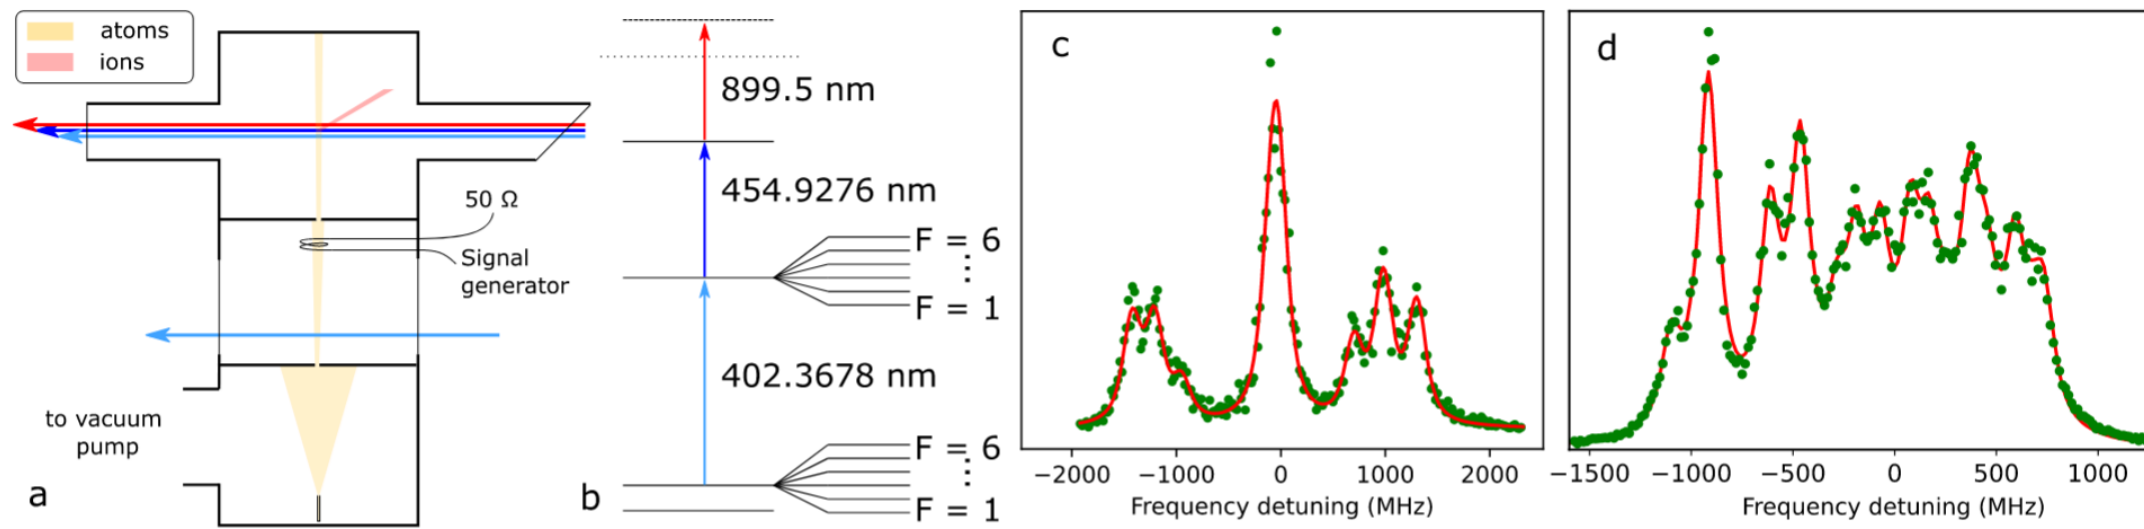 atoms
ions
50 Ω
Signal
generator
to vacuum
pump
a
899.5 nm
454.9276 nm
F = 6
F = 1
402.3678 nm
F = 6
F = 1
b
c
−2000 −1000 0 1000 2000
Frequency detuning (MHz)
d
−1500 −1000 −500 0 500 1000
Frequency detuning (MHz)